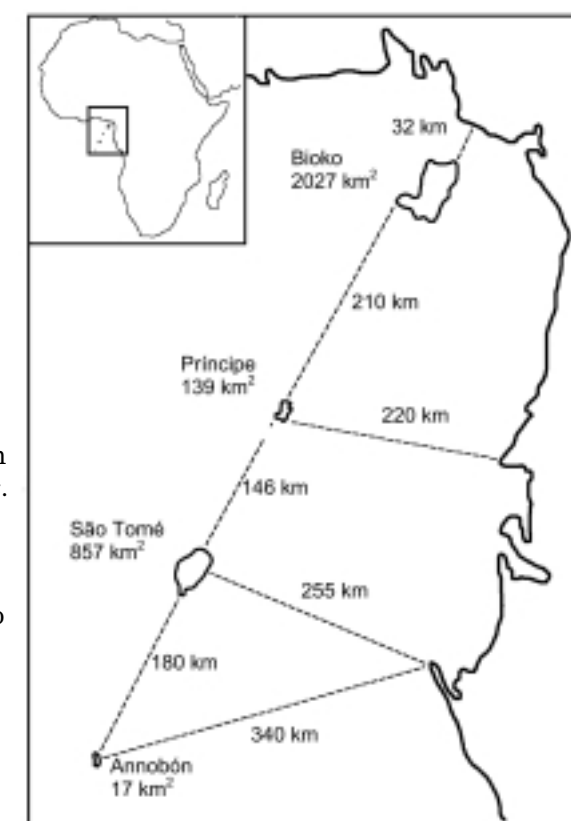 32 km
Bioko
2027 km²
210 km
Príncipe
139 km²
220 km
146 km
São Tomé
857 km²
255 km
180 km
340 km
Annobón
17 km²